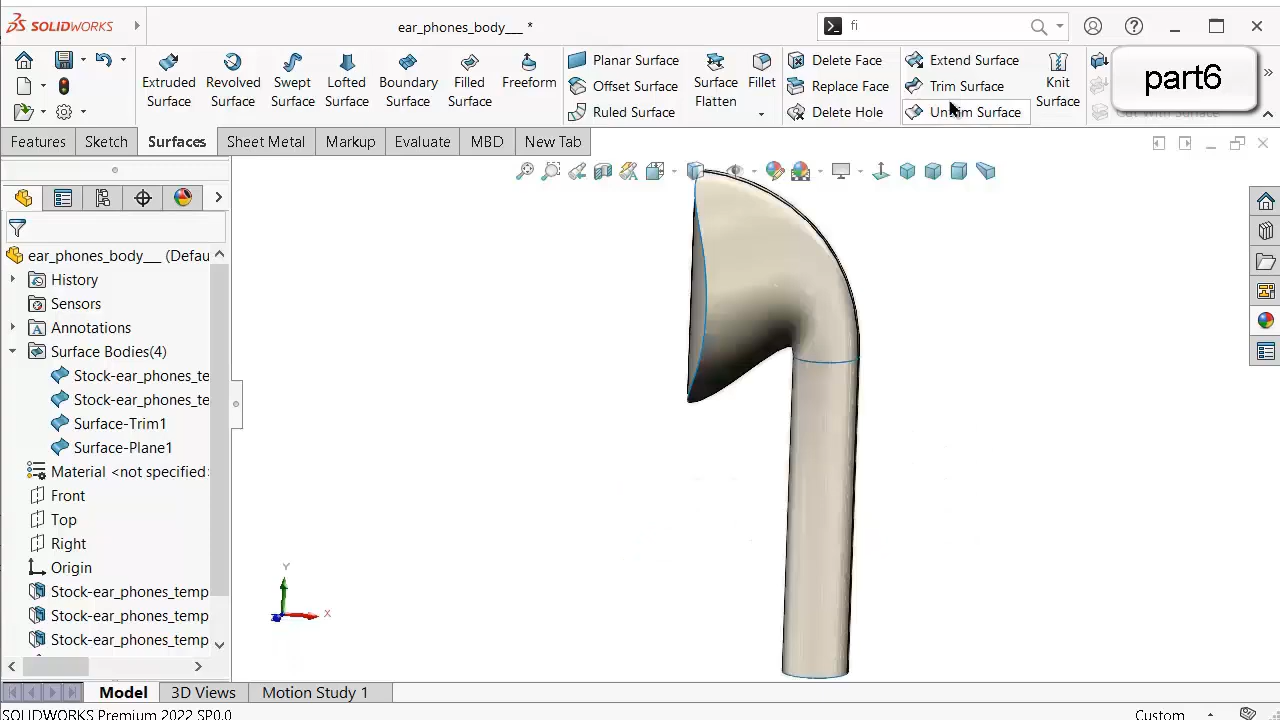 SOLIDWORKS
ear_phones_body___ *
fi
part6
Extruded Surface
Revolved Surface
Swept Surface
Lofted Surface
Boundary Surface
Filled Surface
Freeform
Planar Surface
Offset Surface
Ruled Surface
Surface Flatten
Fillet
Delete Face
Replace Face
Delete Hole
Extend Surface
Trim Surface
Untrim Surface
Knit Surface
Cut With Surface
Features
Sketch
Surfaces
Sheet Metal
Markup
Evaluate
MBD
New Tab
ear_phones_body___ (Defau
History
Sensors
Annotations
Surface Bodies(4)
Stock-ear_phones_te
Stock-ear_phones_te
Surface-Trim1
Surface-Plane1
Material <not specified>
Front
Top
Right
Origin
Stock-ear_phones_temp
Stock-ear_phones_temp
Stock-ear_phones_temp
Y
X
Model
3D Views
Motion Study 1
SOLIDWORKS Premium 2022 SP0.0
Custom